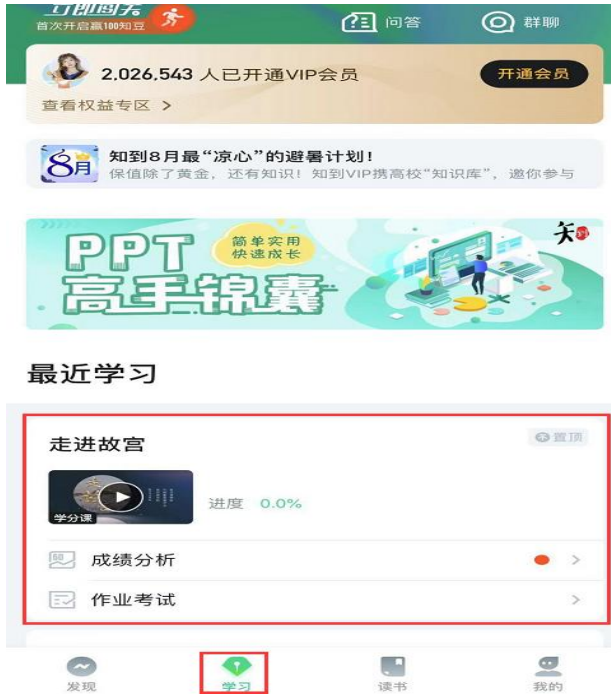 立即闯关
首次开启赢100知豆
问答
群聊
2,026,543 人已开通VIP会员
开通会员
查看权益专区 >
8月
知到8月最“凉心”的避暑计划!
保值除了黄金,还有知识!知到VIP携高校“知识库”,邀你参与
PPT
简单实用
快速成长
高手锦囊
知到
最近学习
走进故宫
置顶
学分课
进度 0.0%
成绩分析
作业考试
发现
学习
读书
我的